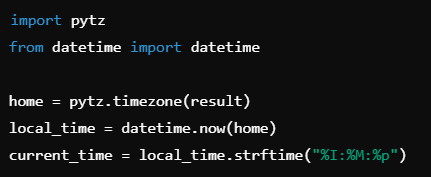 import pytz
from datetime import datetime
home = pytz.timezone(result)
local_time = datetime.now(home)
current_time = local_time.strftime("%I:%M:%p")